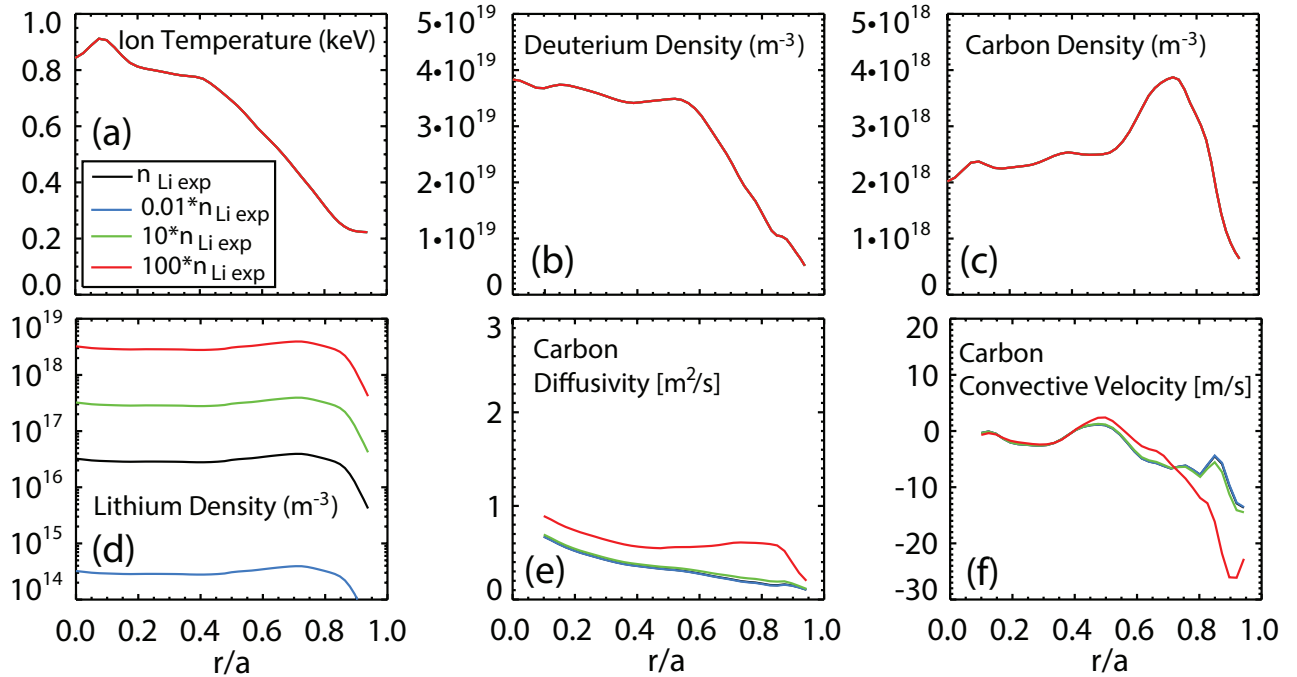 1.0
0.8
0.6
0.4
0.2
0.0
Ion Temperature (keV)
(a)
n Li exp
0.01*n Li exp
10*n Li exp
100*n Li exp
5•10^19
4•10^19
3•10^19
2•10^19
1•10^19
0
Deuterium Density (m^-3)
(b)
5•10^18
4•10^18
3•10^18
2•10^18
1•10^18
0
Carbon Density (m^-3)
(c)
10^19
10^18
10^17
10^16
10^15
10^14
Lithium Density (m^-3)
(d)
0.0 0.2 0.4 0.6 0.8 1.0
r/a
3
2
1
0
Carbon
Diffusivity [m^2/s]
(e)
0.0 0.2 0.4 0.6 0.8 1.0
r/a
20
10
0
-10
-20
-30
Carbon
Convective Velocity [m/s]
(f)
0.0 0.2 0.4 0.6 0.8 1.0
r/a